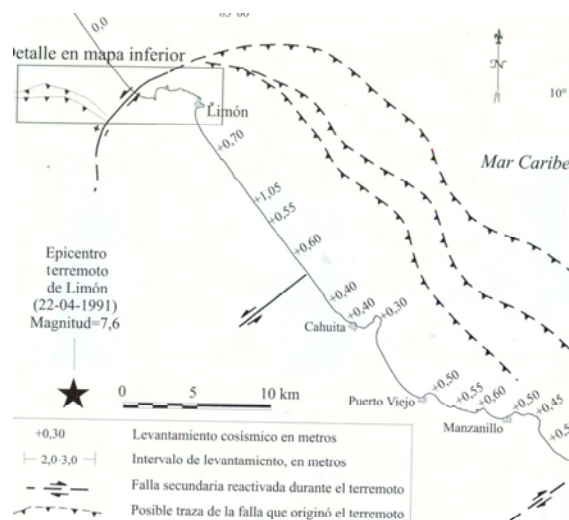 0,0
Detalle en mapa inferior
N
10°
Limón
+0,70
Mar Caribe
+1,05
+0,55
+0,60
Epicentro
terremoto
de Limón
(22-04-1991)
Magnitud=7,6
+0,40
+0,40
+0,30
Cahuita
0 5 10 km
+0,50
+0,55
+0,60
+0,50
+0,45
Puerto Viejo
Manzanillo
+0,30 Levantamiento cosísmico en metros
2,0-3,0 Intervalo de levantamiento, en metros
Falla secundaria reactivada durante el terremoto
Posible traza de la falla que originó el terremoto